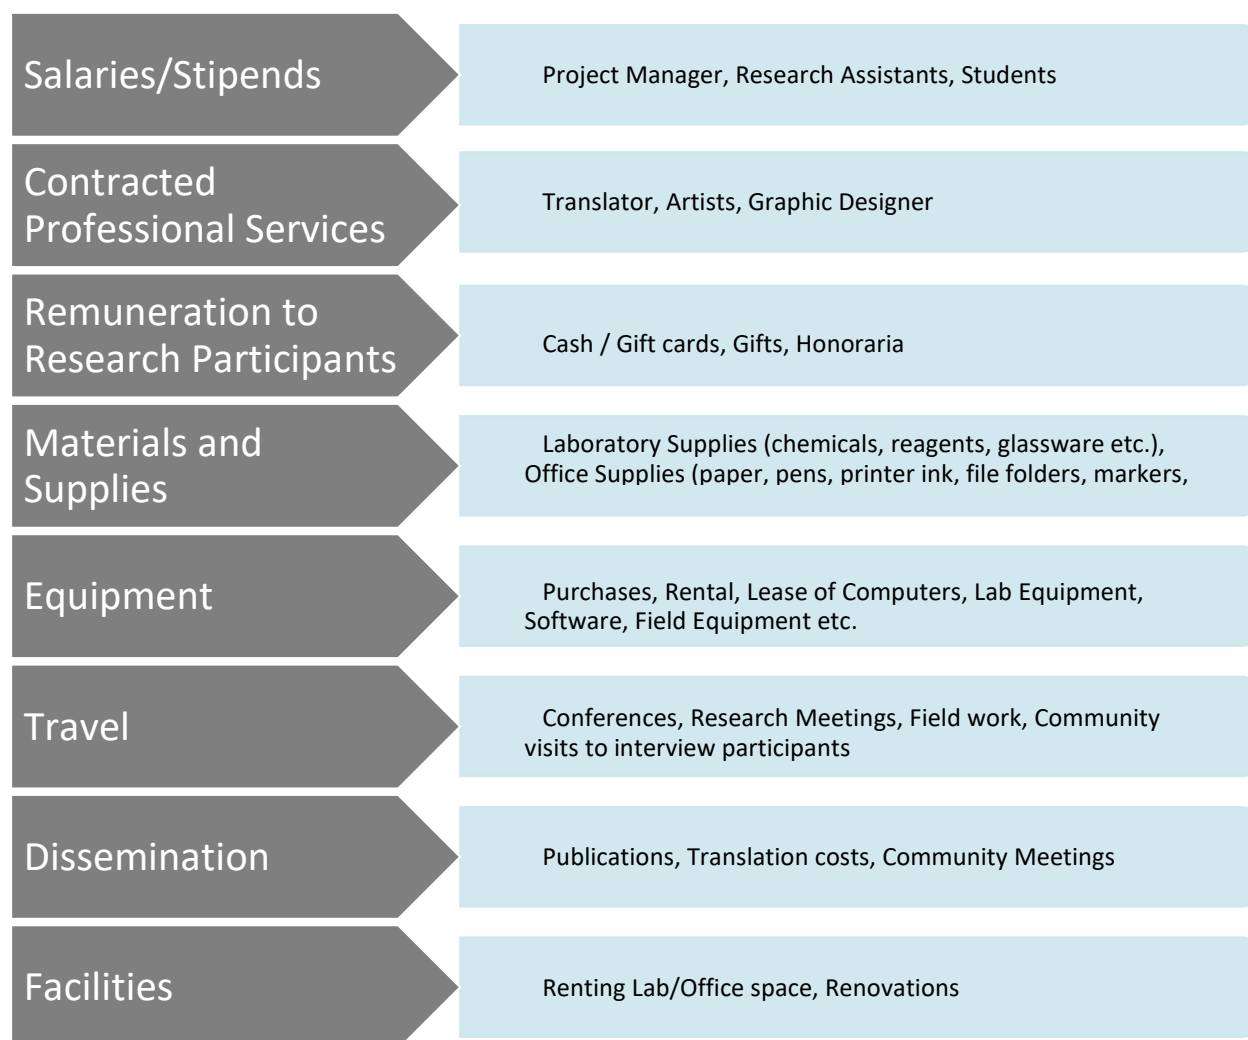 Salaries/Stipends
Project Manager, Research Assistants, Students
Contracted
Professional Services
Translator, Artists, Graphic Designer
Remuneration to
Research Participants
Cash / Gift cards, Gifts, Honoraria
Materials and
Supplies
Laboratory Supplies (chemicals, reagents, glassware etc.),
Office Supplies (paper, pens, printer ink, file folders, markers,
Equipment
Purchases, Rental, Lease of Computers, Lab Equipment,
Software, Field Equipment etc.
Travel
Conferences, Research Meetings, Field work, Community
visits to interview participants
Dissemination
Publications, Translation costs, Community Meetings
Facilities
Renting Lab/Office space, Renovations